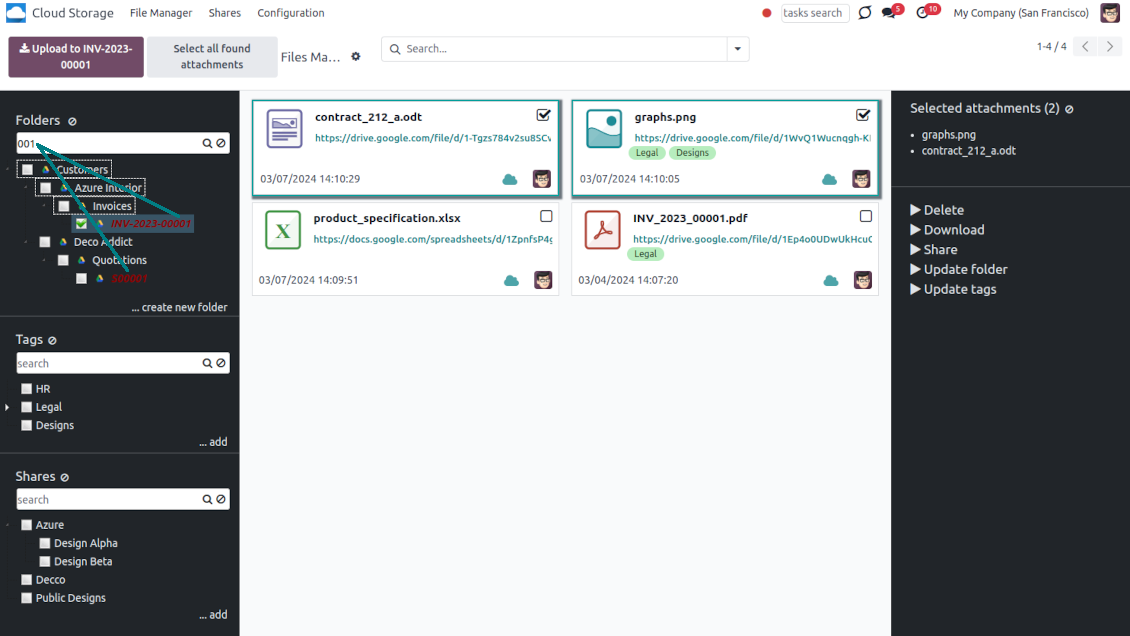 Cloud Storage File Manager Shares Configuration tasks search 5 10 My Company (San Francisco)
Upload to INV-2023-00001
Select all found attachments
Files Ma...
Search...
1-4 / 4
Folders
001
Customers
Azure Interior
Invoices
INV-2023-00001
Deco Addict
Quotations
S00001
... create new folder
Tags
search
HR
Legal
Designs
... add
Shares
search
Azure
Design Alpha
Design Beta
Decco
Public Designs
... add
contract_212_a.odt
https://drive.google.com/file/d/1-Tgzs784v2su8SCv
03/07/2024 14:10:29
graphs.png
https://drive.google.com/file/d/1WvQ1Wucnqgh-K
Legal Designs
03/07/2024 14:10:05
X
product_specification.xlsx
https://docs.google.com/spreadsheets/d/1ZpnfsP4g
03/07/2024 14:09:51
INV_2023_00001.pdf
https://drive.google.com/file/d/1Ep4o0UDwUkHcuC
Legal
03/04/2024 14:07:20
Selected attachments (2)
graphs.png
contract_212_a.odt
Delete
Download
Share
Update folder
Update tags